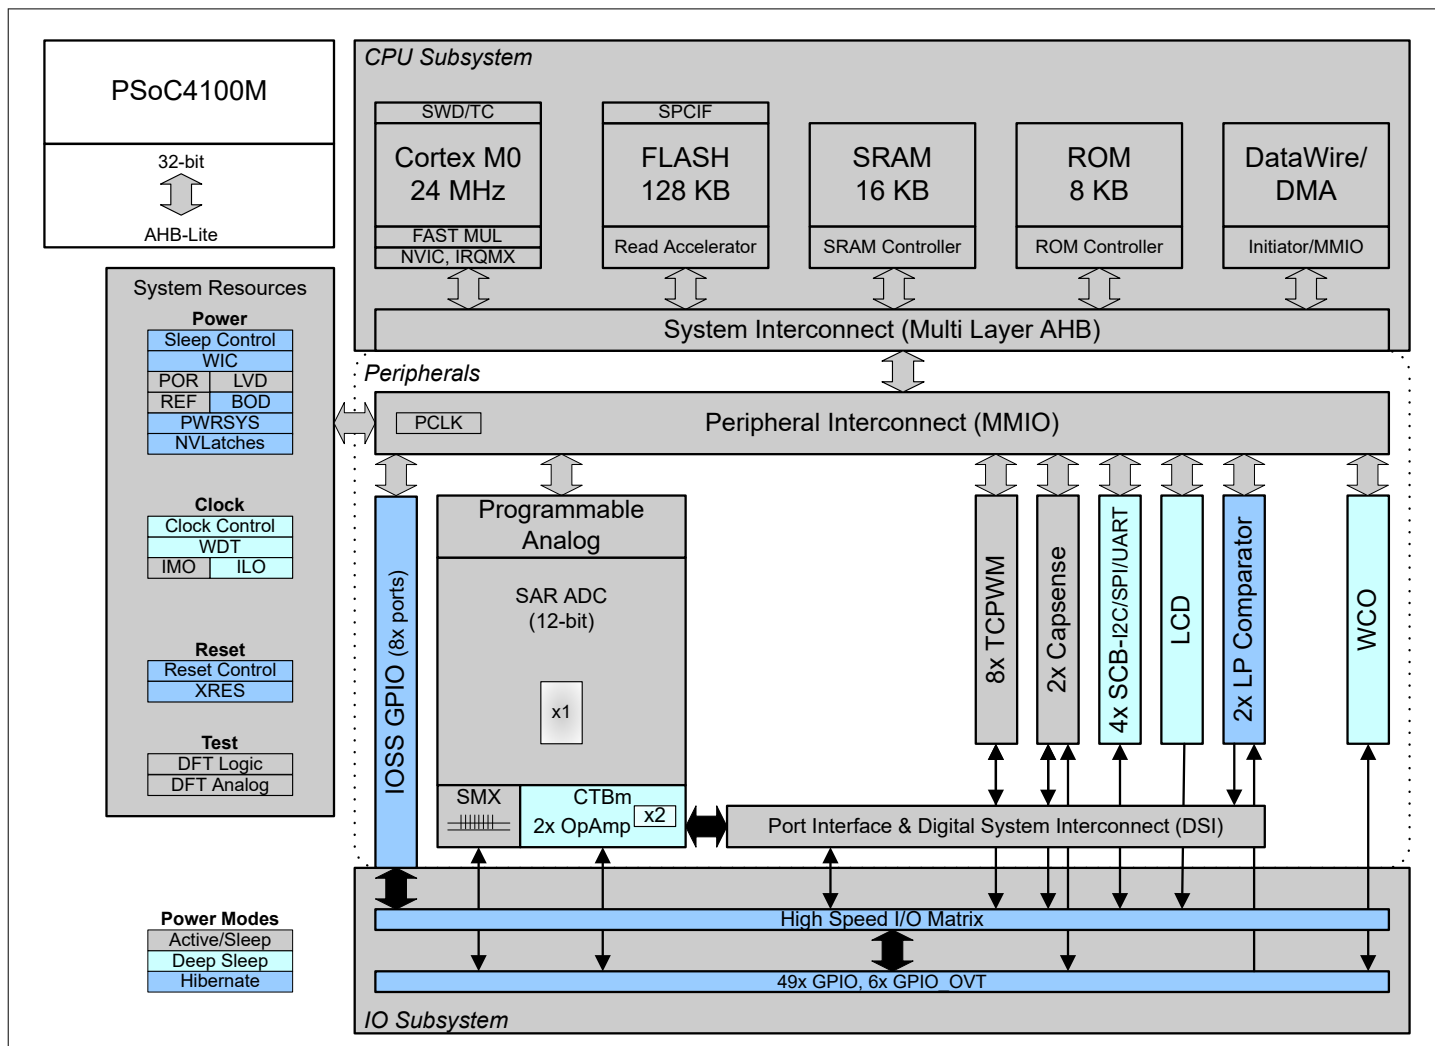 PSoC4100M
32-bit
AHB-Lite
CPU Subsystem
SWD/TC
Cortex M0
24 MHz
FAST MUL
NVIC, IRQMX
SPCIF
FLASH
128 KB
Read Accelerator
SRAM
16 KB
SRAM Controller
ROM
8 KB
ROM Controller
DataWire/
DMA
Initiator/MMIO
System Interconnect (Multi Layer AHB)
System Resources
Power
Sleep Control
WIC
POR LVD
REF BOD
PWRSYS
NVLatches
Clock
Clock Control
WDT
IMO ILO
Reset
Reset Control
XRES
Test
DFT Logic
DFT Analog
Peripherals
PCLK
Peripheral Interconnect (MMIO)
IOSS GPIO (8x ports)
Programmable
Analog
SAR ADC
(12-bit)
x1
SMX
CTBm
2x OpAmp
x2
8x TCPWM
2x Capsense
4x SCB-I2C/SPI/UART
LCD
2x LP Comparator
WCO
Port Interface & Digital System Interconnect (DSI)
Power Modes
Active/Sleep
Deep Sleep
Hibernate
High Speed I/O Matrix
49x GPIO, 6x GPIO_OVT
IO Subsystem